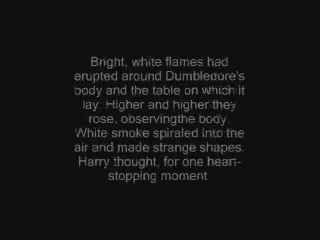 Bright, white flames had
erupted around Dumbledore's
body and the table on which it
lay: Higher and higher they
rose, observingthe body.
White smoke spiraled into the
air and made strange shapes.
Harry thought, for one heart-
stopping moment